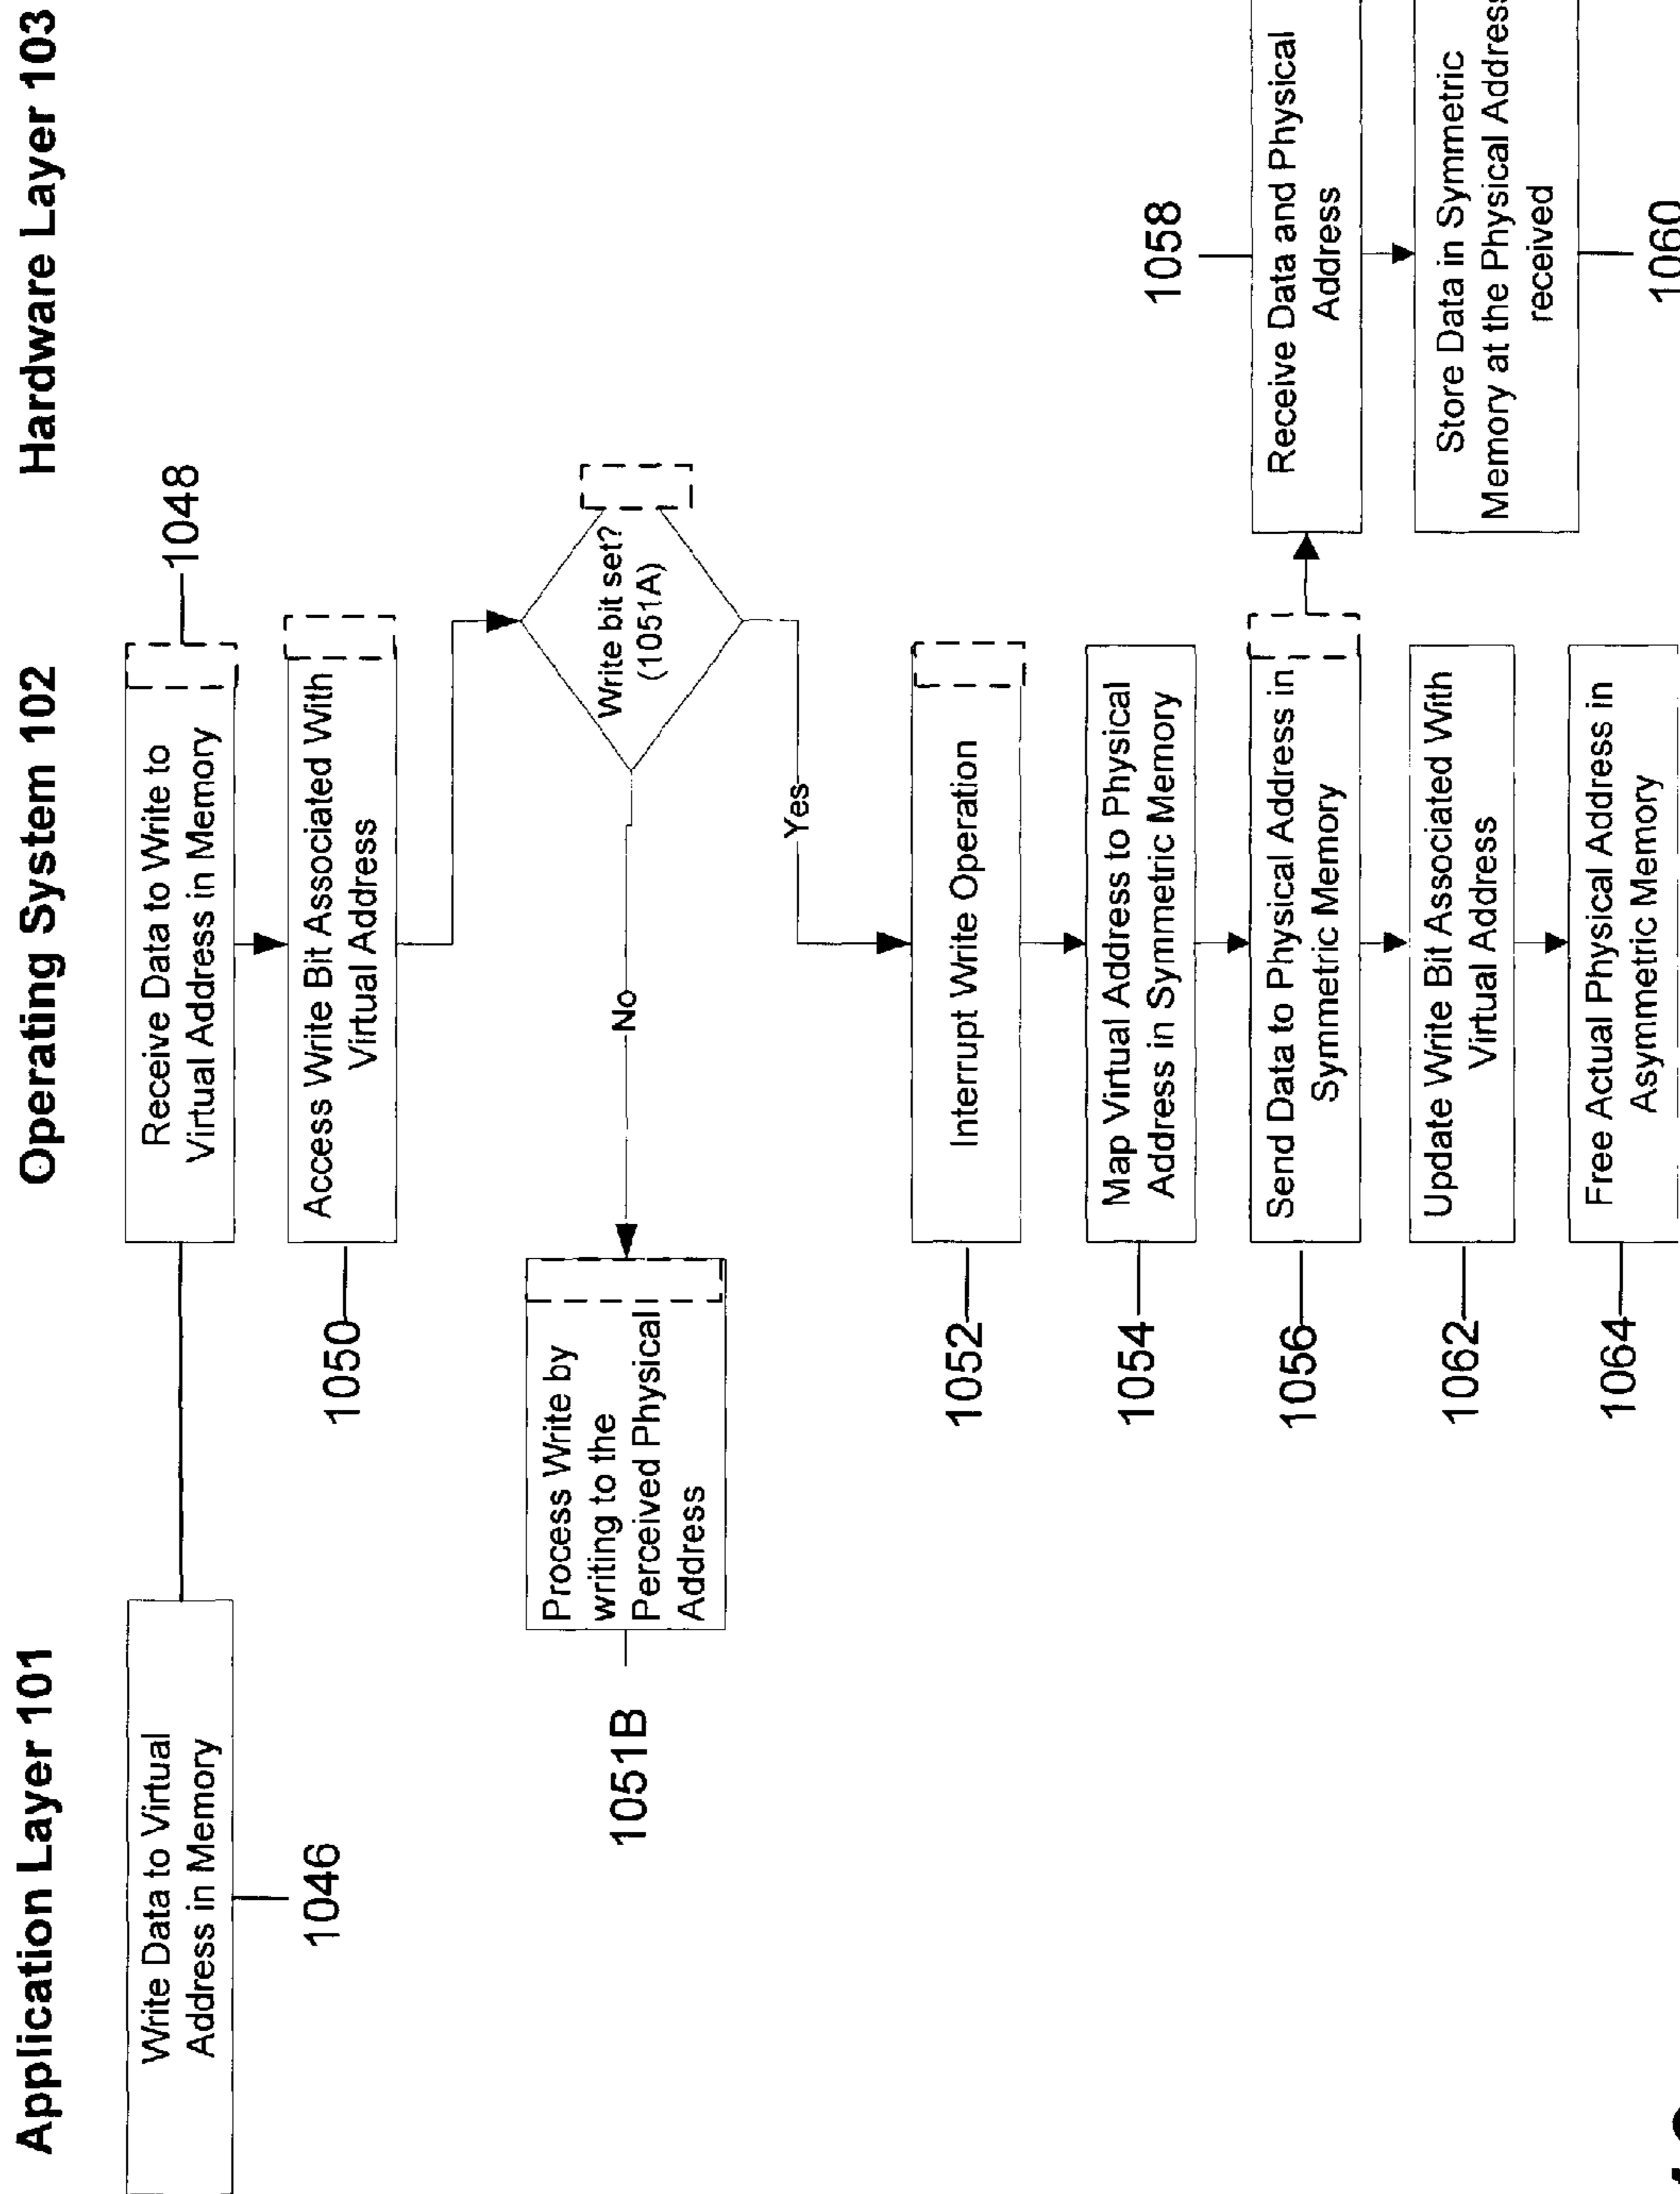 Application Layer 101
Operating System 102
Hardware Layer 103
Write Data to Virtual
Address in Memory
1046
Receive Data to Write to
Virtual Address in Memory
1048
Access Write Bit Associated With
Virtual Address
1050
Write bit set?
(1051A)
No
Process Write by
writing to the
Perceived Physical
Address
1051B
Yes
Interrupt Write Operation
1052
Map Virtual Address to Physical
Address in Symmetric Memory
1054
Send Data to Physical Address in
Symmetric Memory
1056
Receive Data and Physical
Address
1058
Store Data in Symmetric
Memory at the Physical Address
received
1060
Update Write Bit Associated With
Virtual Address
1062
Free Actual Physical Address in
Asymmetric Memory
1064